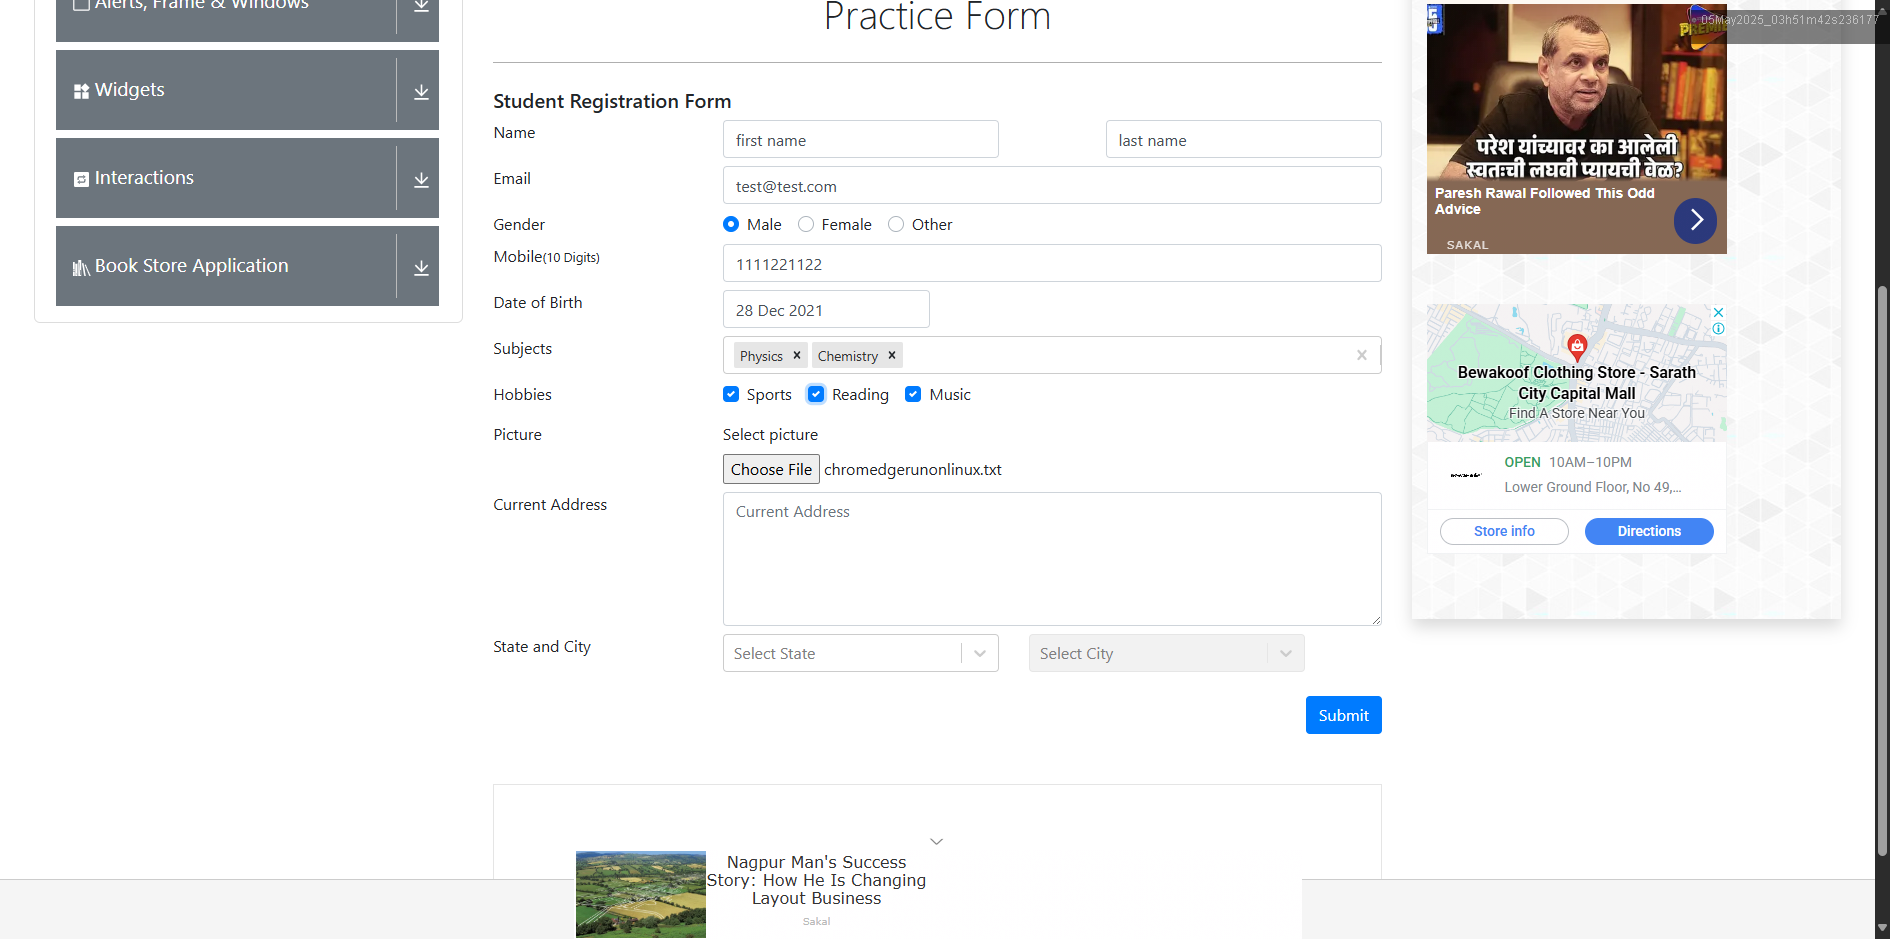 Alerts, Frame & Windows
Widgets
Interactions
Book Store Application
Practice Form
Student Registration Form
Name
first name
last name
Email
test@test.com
Gender
Male
Female
Other
Mobile(10 Digits)
1111221122
Date of Birth
28 Dec 2021
Subjects
Physics
Chemistry
Hobbies
Sports
Reading
Music
Picture
Select picture
Choose File
chromedgerunonlinux.txt
Current Address
Current Address
State and City
Select State
Select City
Submit
Nagpur Man's Success
Story: How He Is Changing
Layout Business
Sakal
05May2025_03h51m42s236177
5
PREMIE
परेश यांच्यावर का आलेली
स्वतःची लघवी प्यायची वेळ?
Paresh Rawal Followed This Odd
Advice
SAKAL
Bewakoof Clothing Store - Sarath
City Capital Mall
Find A Store Near You
OPEN 10AM–10PM
Lower Ground Floor, No 49,...
Store info
Directions